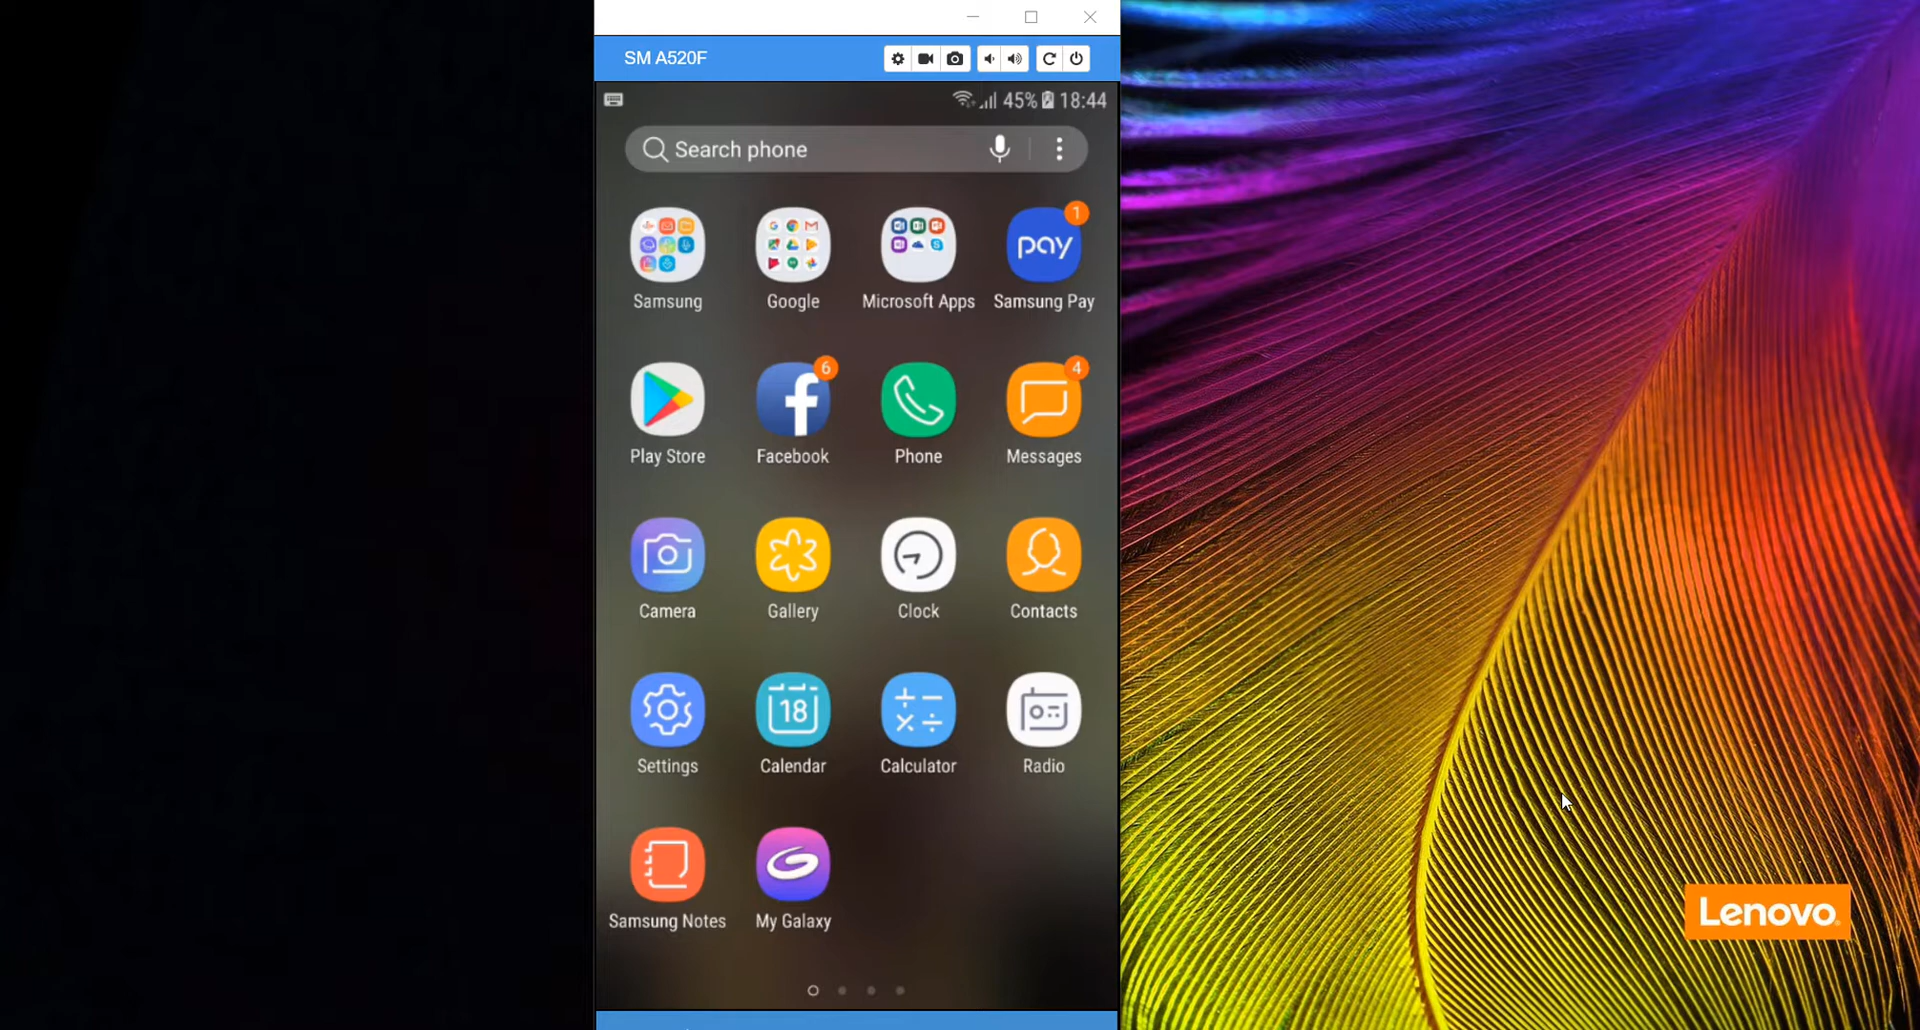 SM A520F
45% 18:44
Search phone
1
pay
Samsung Google Microsoft Apps Samsung Pay
6 4
Play Store Facebook Phone Messages
Camera Gallery Clock Contacts
18
Settings Calendar Calculator Radio
Samsung Notes My Galaxy
Lenovo